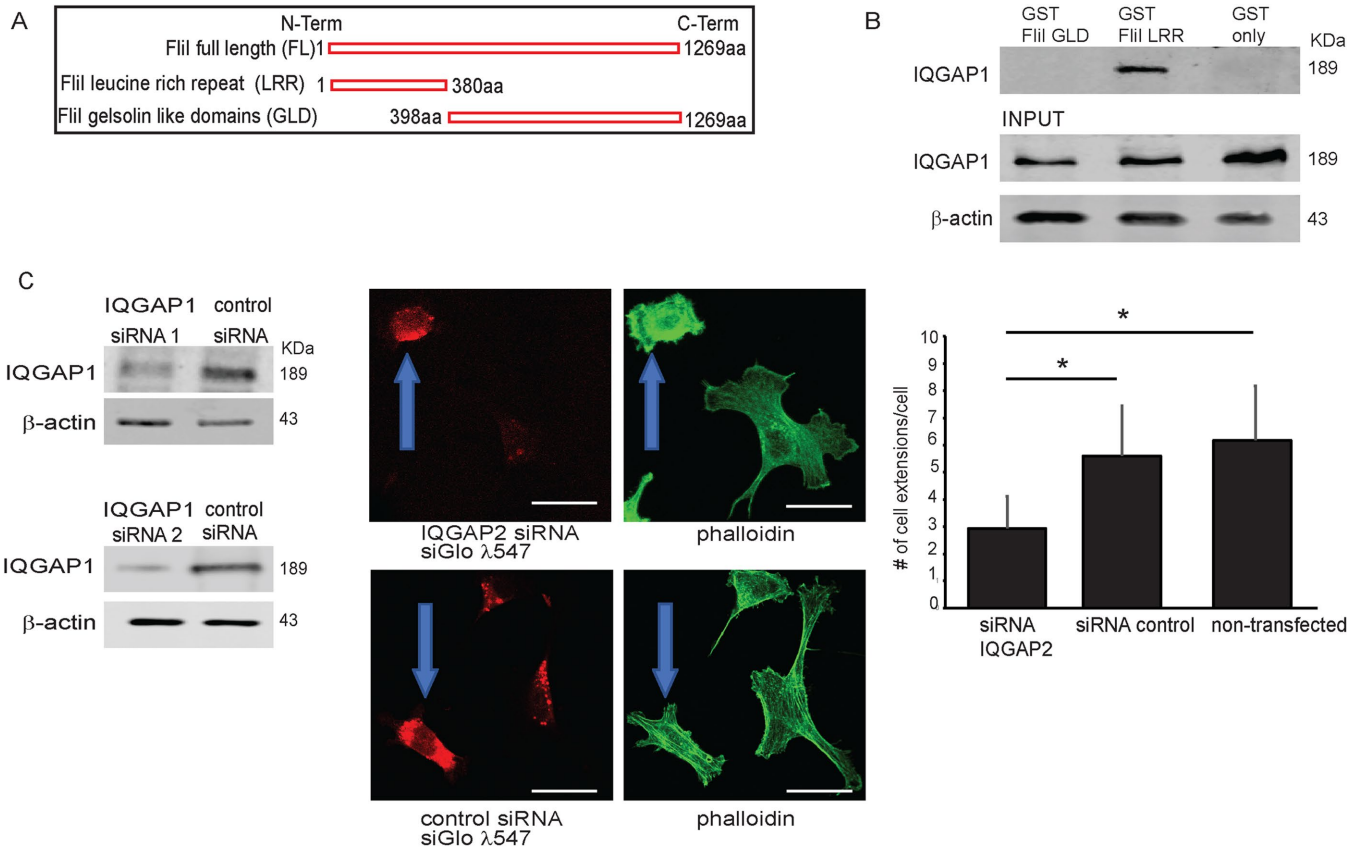 A
N-Term C-Term
FliI full length (FL) 1 1269aa
FliI leucine rich repeat (LRR) 1 380aa
FliI gelsolin like domains (GLD) 398aa 1269aa
B
GST GST GST
FliI GLD FliI LRR only
KDa
IQGAP1 189
INPUT
IQGAP1 189
β-actin 43
C
IQGAP1 control
siRNA 1 siRNA
KDa
IQGAP1 189
β-actin 43
IQGAP1 control
siRNA 2 siRNA
IQGAP1 189
β-actin 43
IQGAP2 siRNA
siGlo λ547
phalloidin
control siRNA
siGlo λ547
phalloidin
# of cell extensions/cell
10
9
8
7
6
5
4
3
2
1
0
*
*
siRNA
IQGAP2
siRNA control
non-transfected